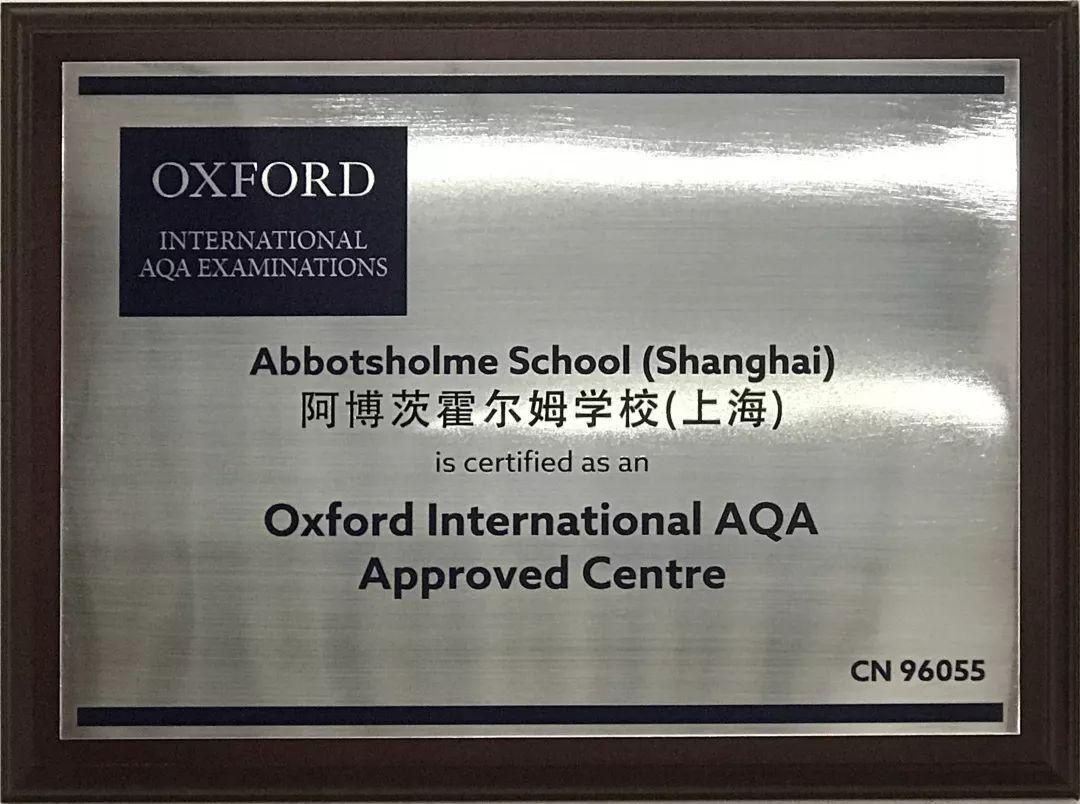 OXFORD
INTERNATIONAL
AQA EXAMINATIONS
Abbotsholme School (Shanghai)
阿博茨霍尔姆学校(上海)
is certified as an
Oxford International AQA
Approved Centre
CN 96055